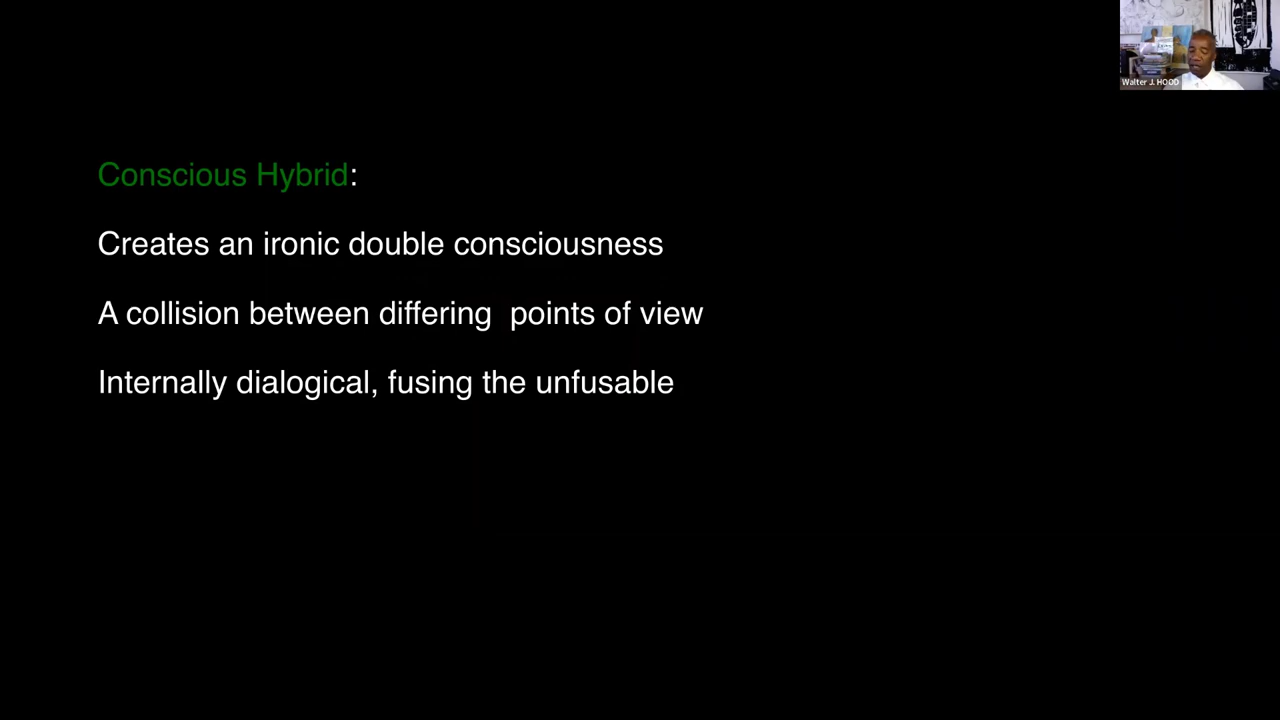 Walter J. HOOD
Conscious Hybrid:
Creates an ironic double consciousness
A collision between differing  points of view
Internally dialogical, fusing the unfusable